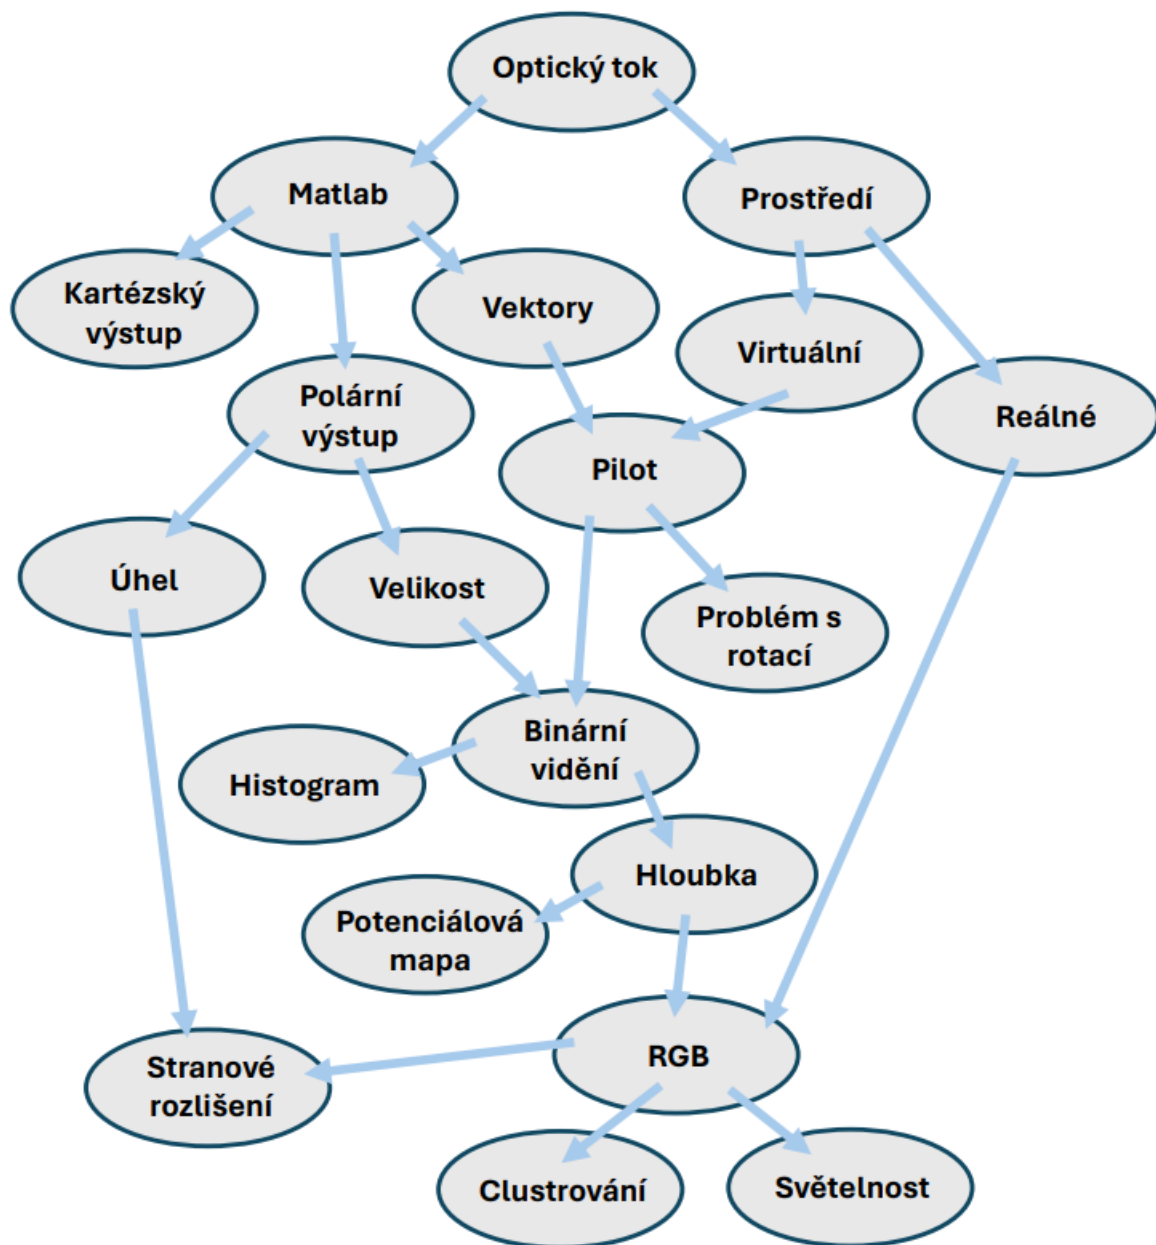 Optický tok
Matlab
Prostředí
Kartézský
výstup
Vektory
Virtuální
Polární
výstup
Reálné
Pilot
Úhel
Velikost
Problém s
rotací
Binární
vidění
Histogram
Hloubka
Potenciálová
mapa
RGB
Stranové
rozlišení
Clustrování
Světelnost